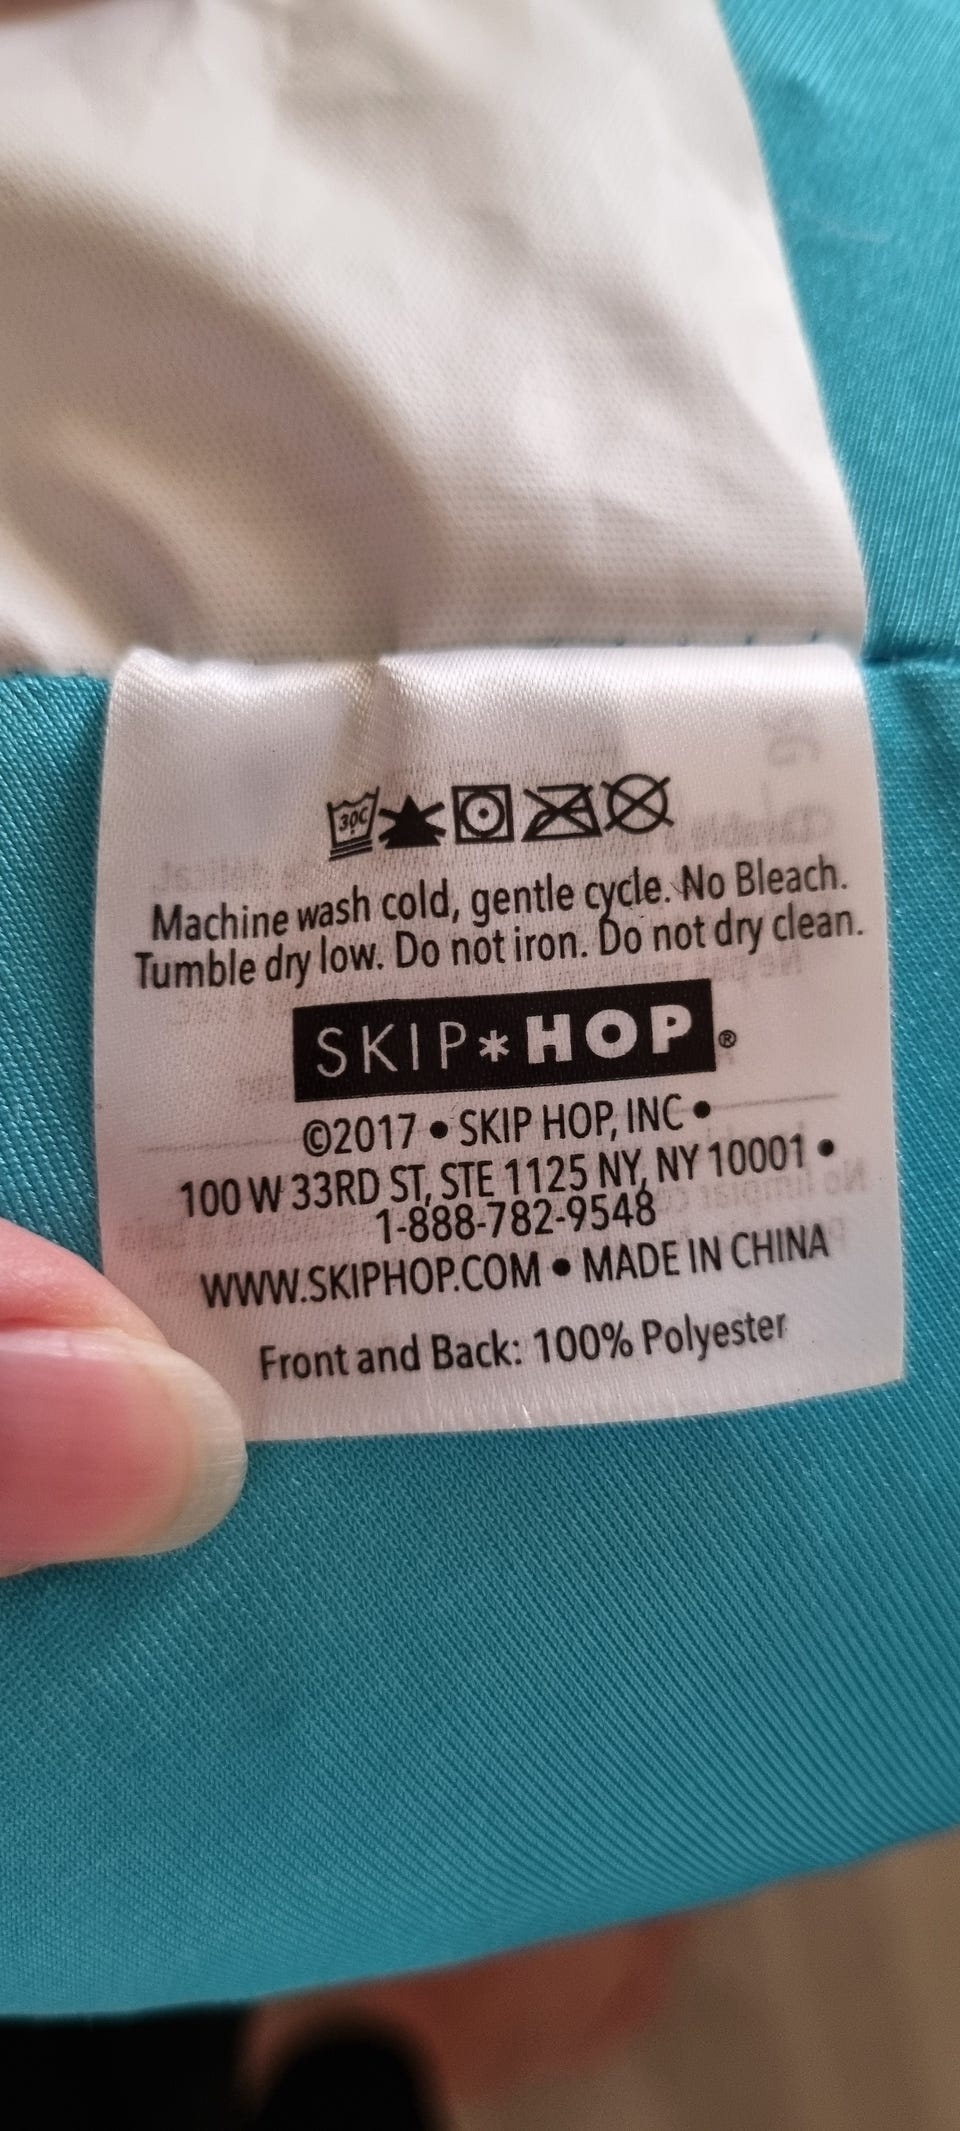 30C
Machine wash cold, gentle cycle. No Bleach.
Tumble dry low. Do not iron. Do not dry clean.
SKIP*HOP®
©2017 • SKIP HOP, INC •
100 W 33RD ST, STE 1125 NY, NY 10001 •
1-888-782-9548
WWW.SKIPHOP.COM • MADE IN CHINA
Front and Back: 100% Polyester